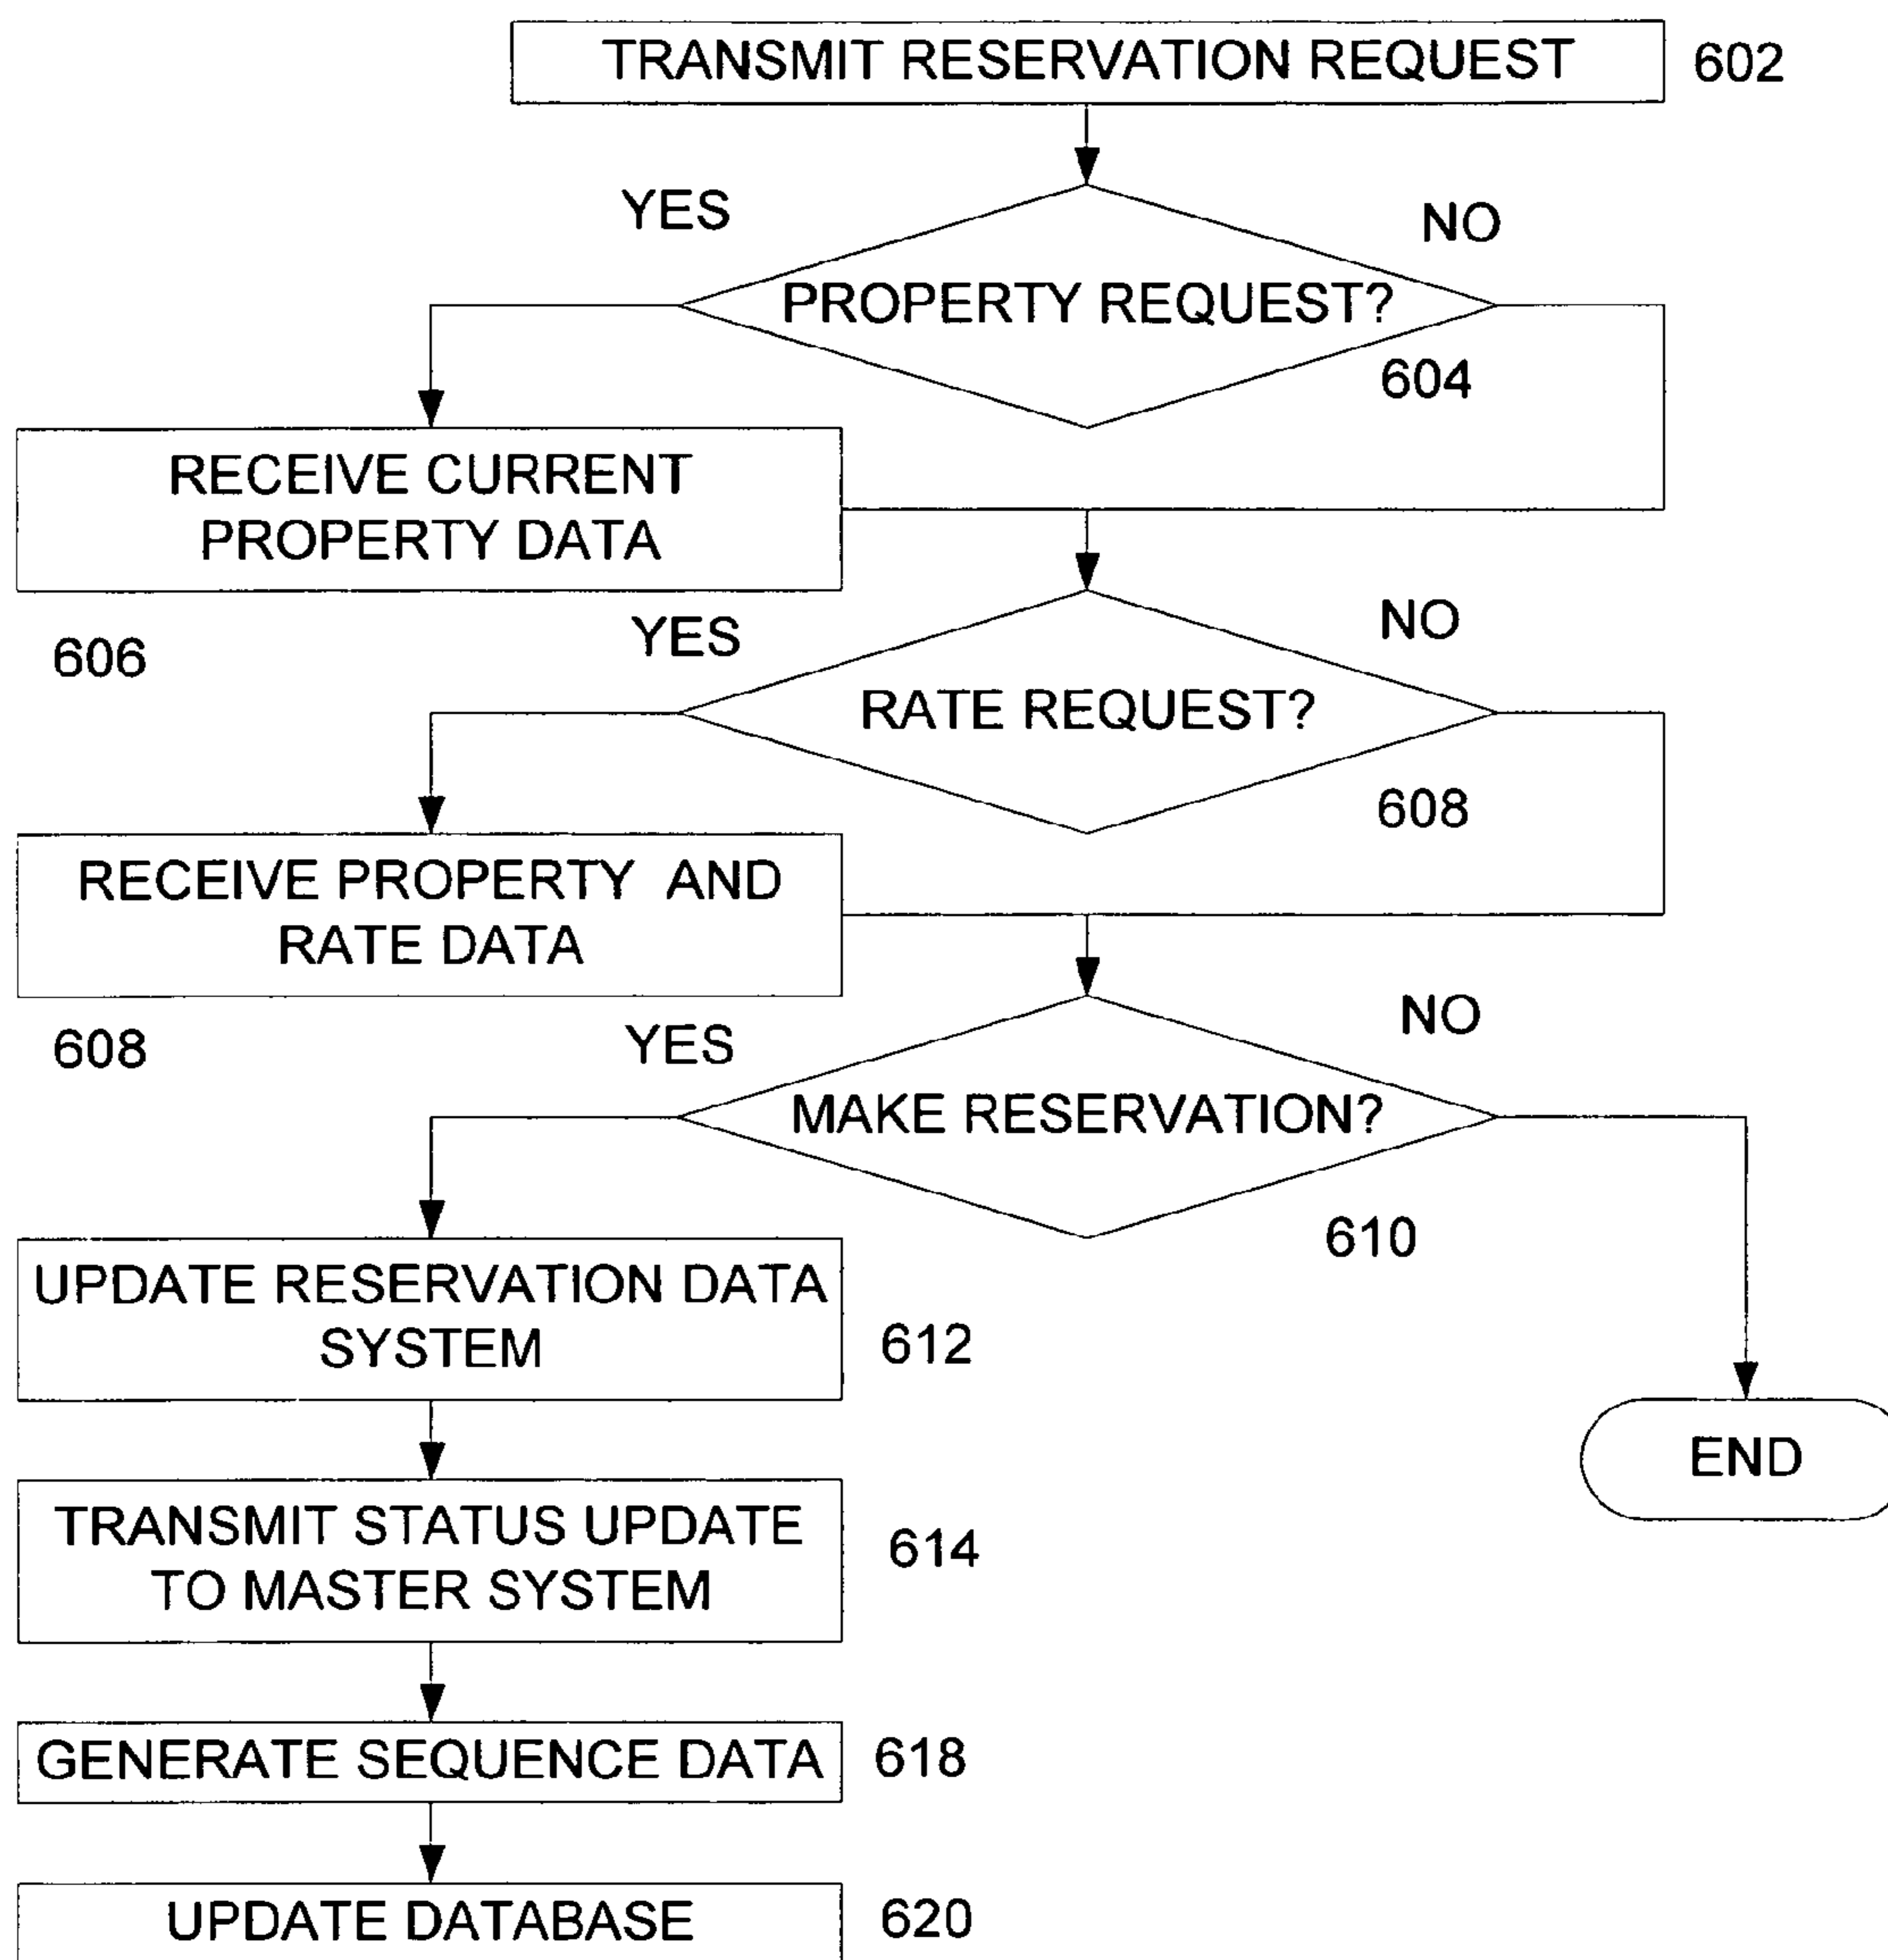 TRANSMIT RESERVATION REQUEST 602
YES
NO
PROPERTY REQUEST?
604
RECEIVE CURRENT
PROPERTY DATA
606
YES
NO
RATE REQUEST?
608
RECEIVE PROPERTY AND
RATE DATA
608
YES
NO
MAKE RESERVATION?
610
UPDATE RESERVATION DATA
SYSTEM
612
END
TRANSMIT STATUS UPDATE
TO MASTER SYSTEM
614
GENERATE SEQUENCE DATA 618
UPDATE DATABASE 620